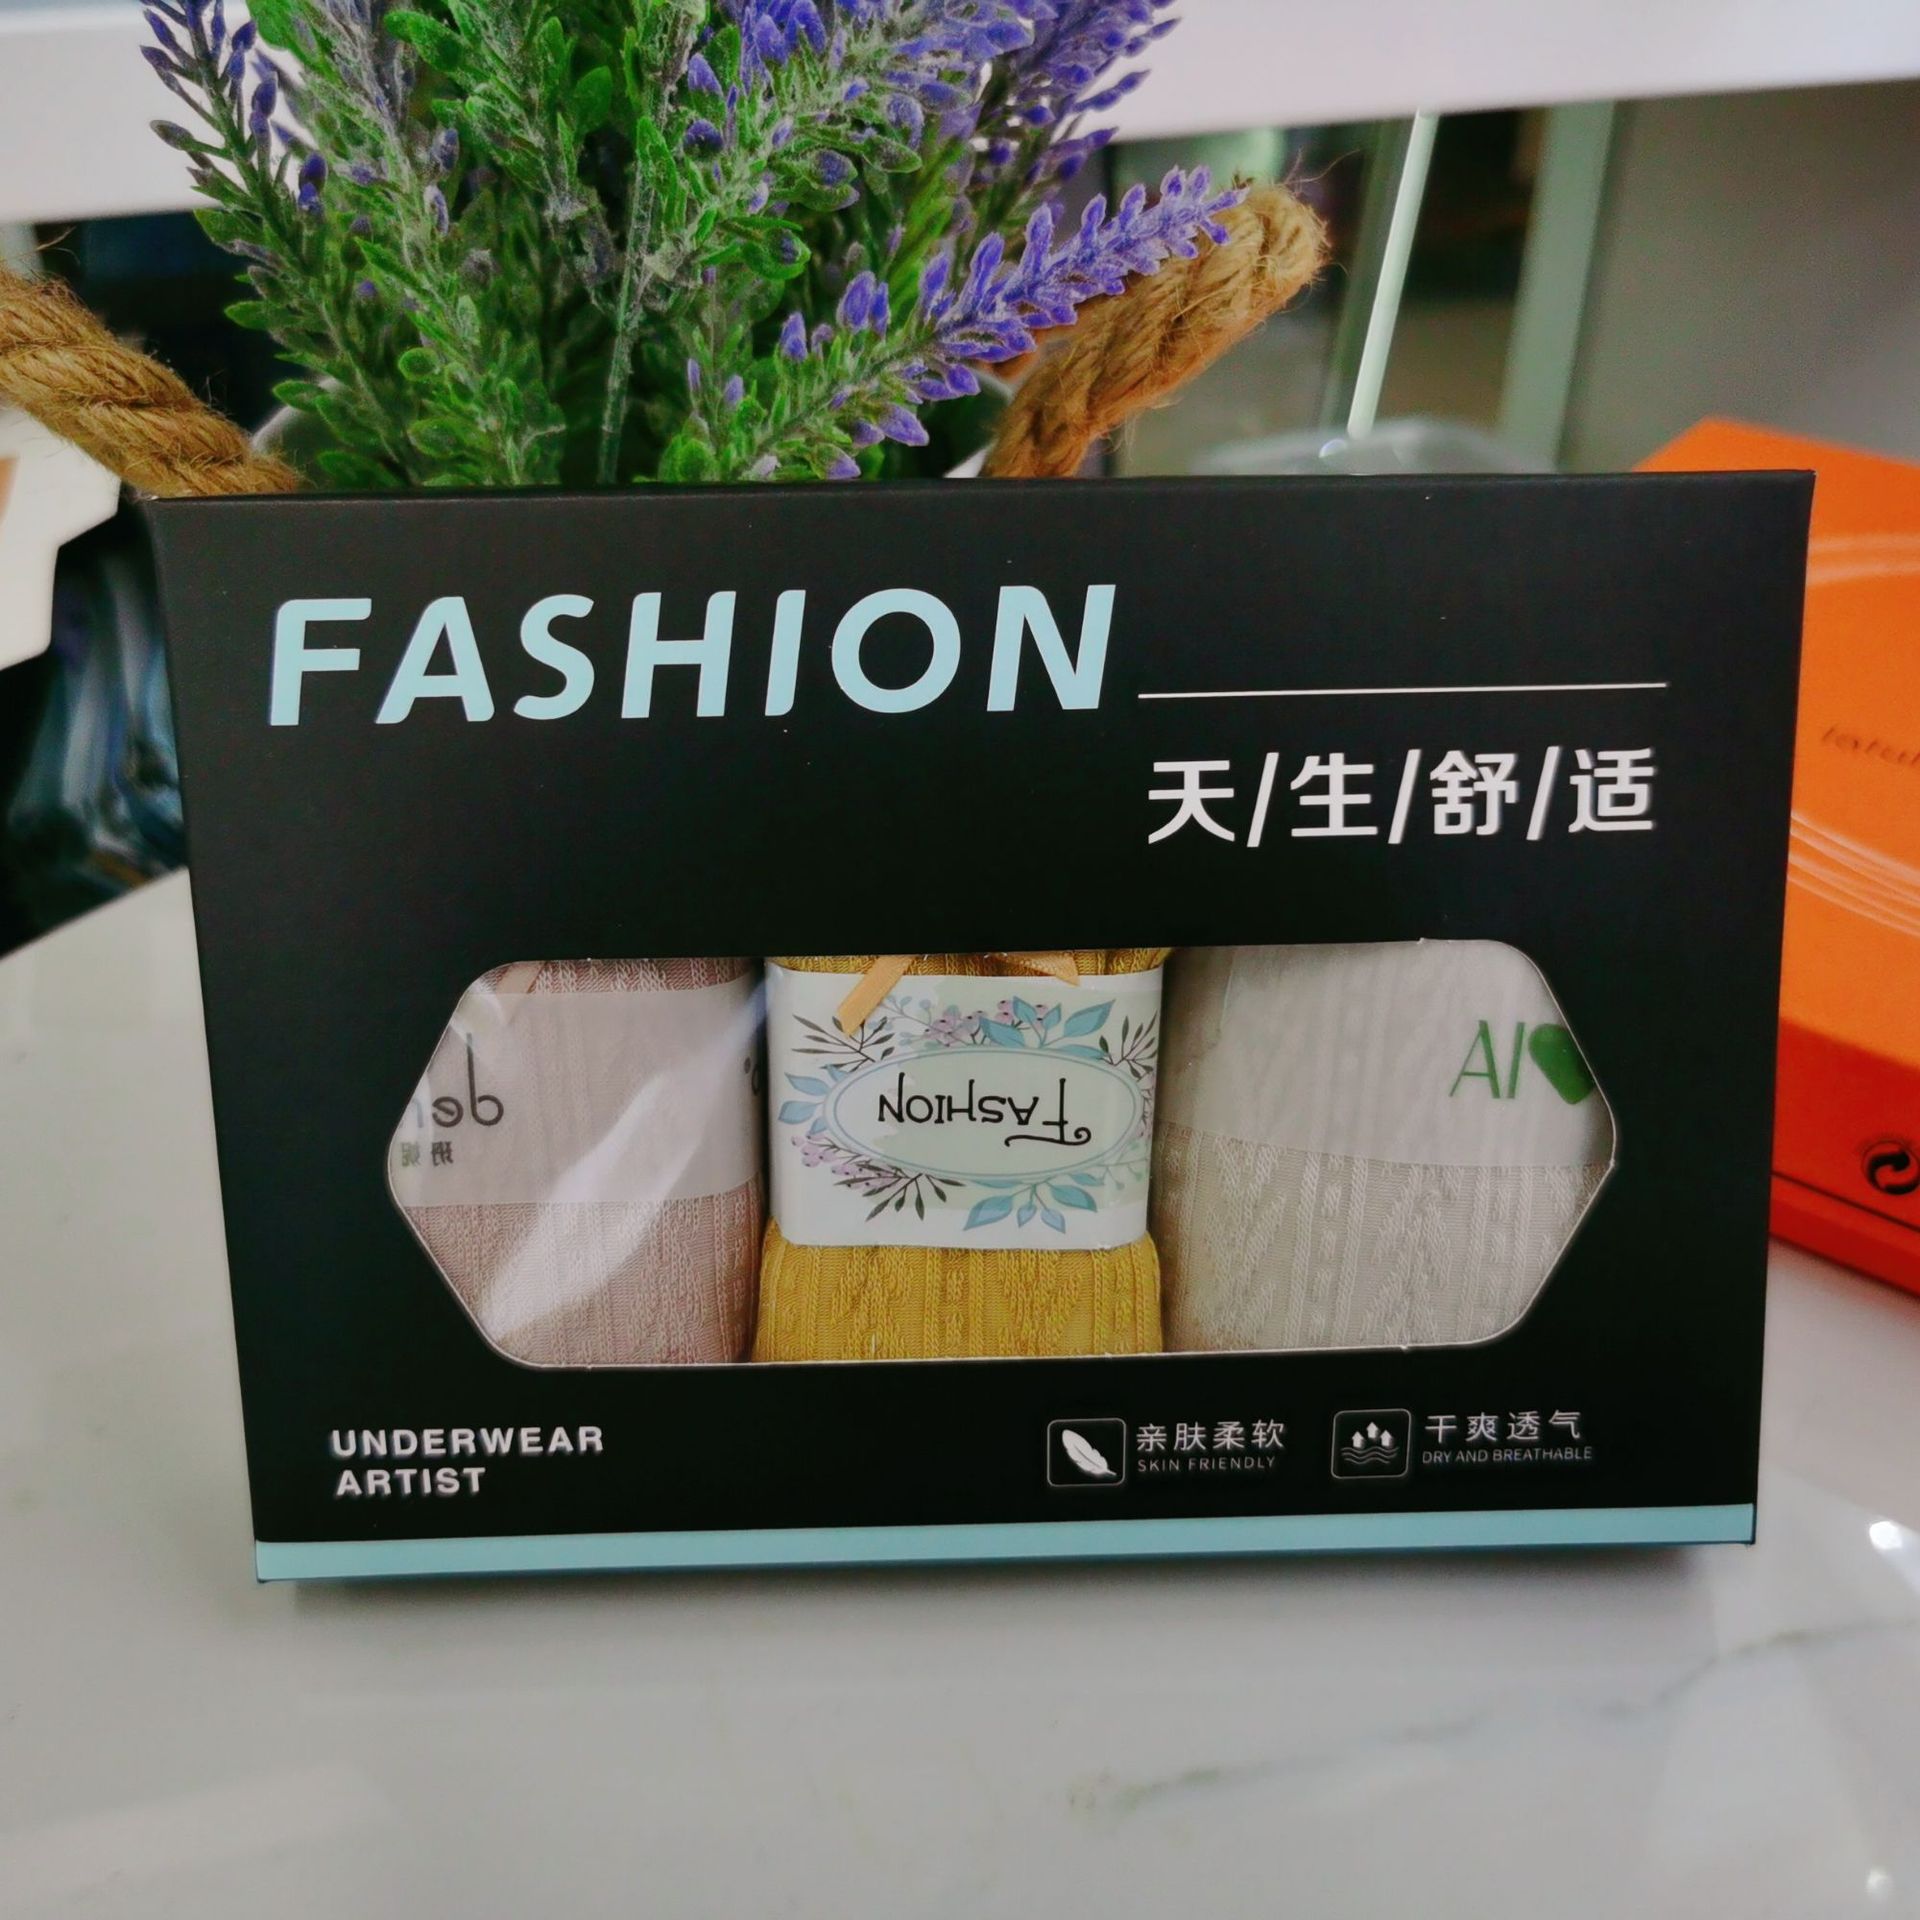 FASHION
天/生/舒/适
FASHION
UNDERWEAR
ARTIST
亲肤柔软
SKIN FRIENDLY
干爽透气
DRY AND BREATHABLE